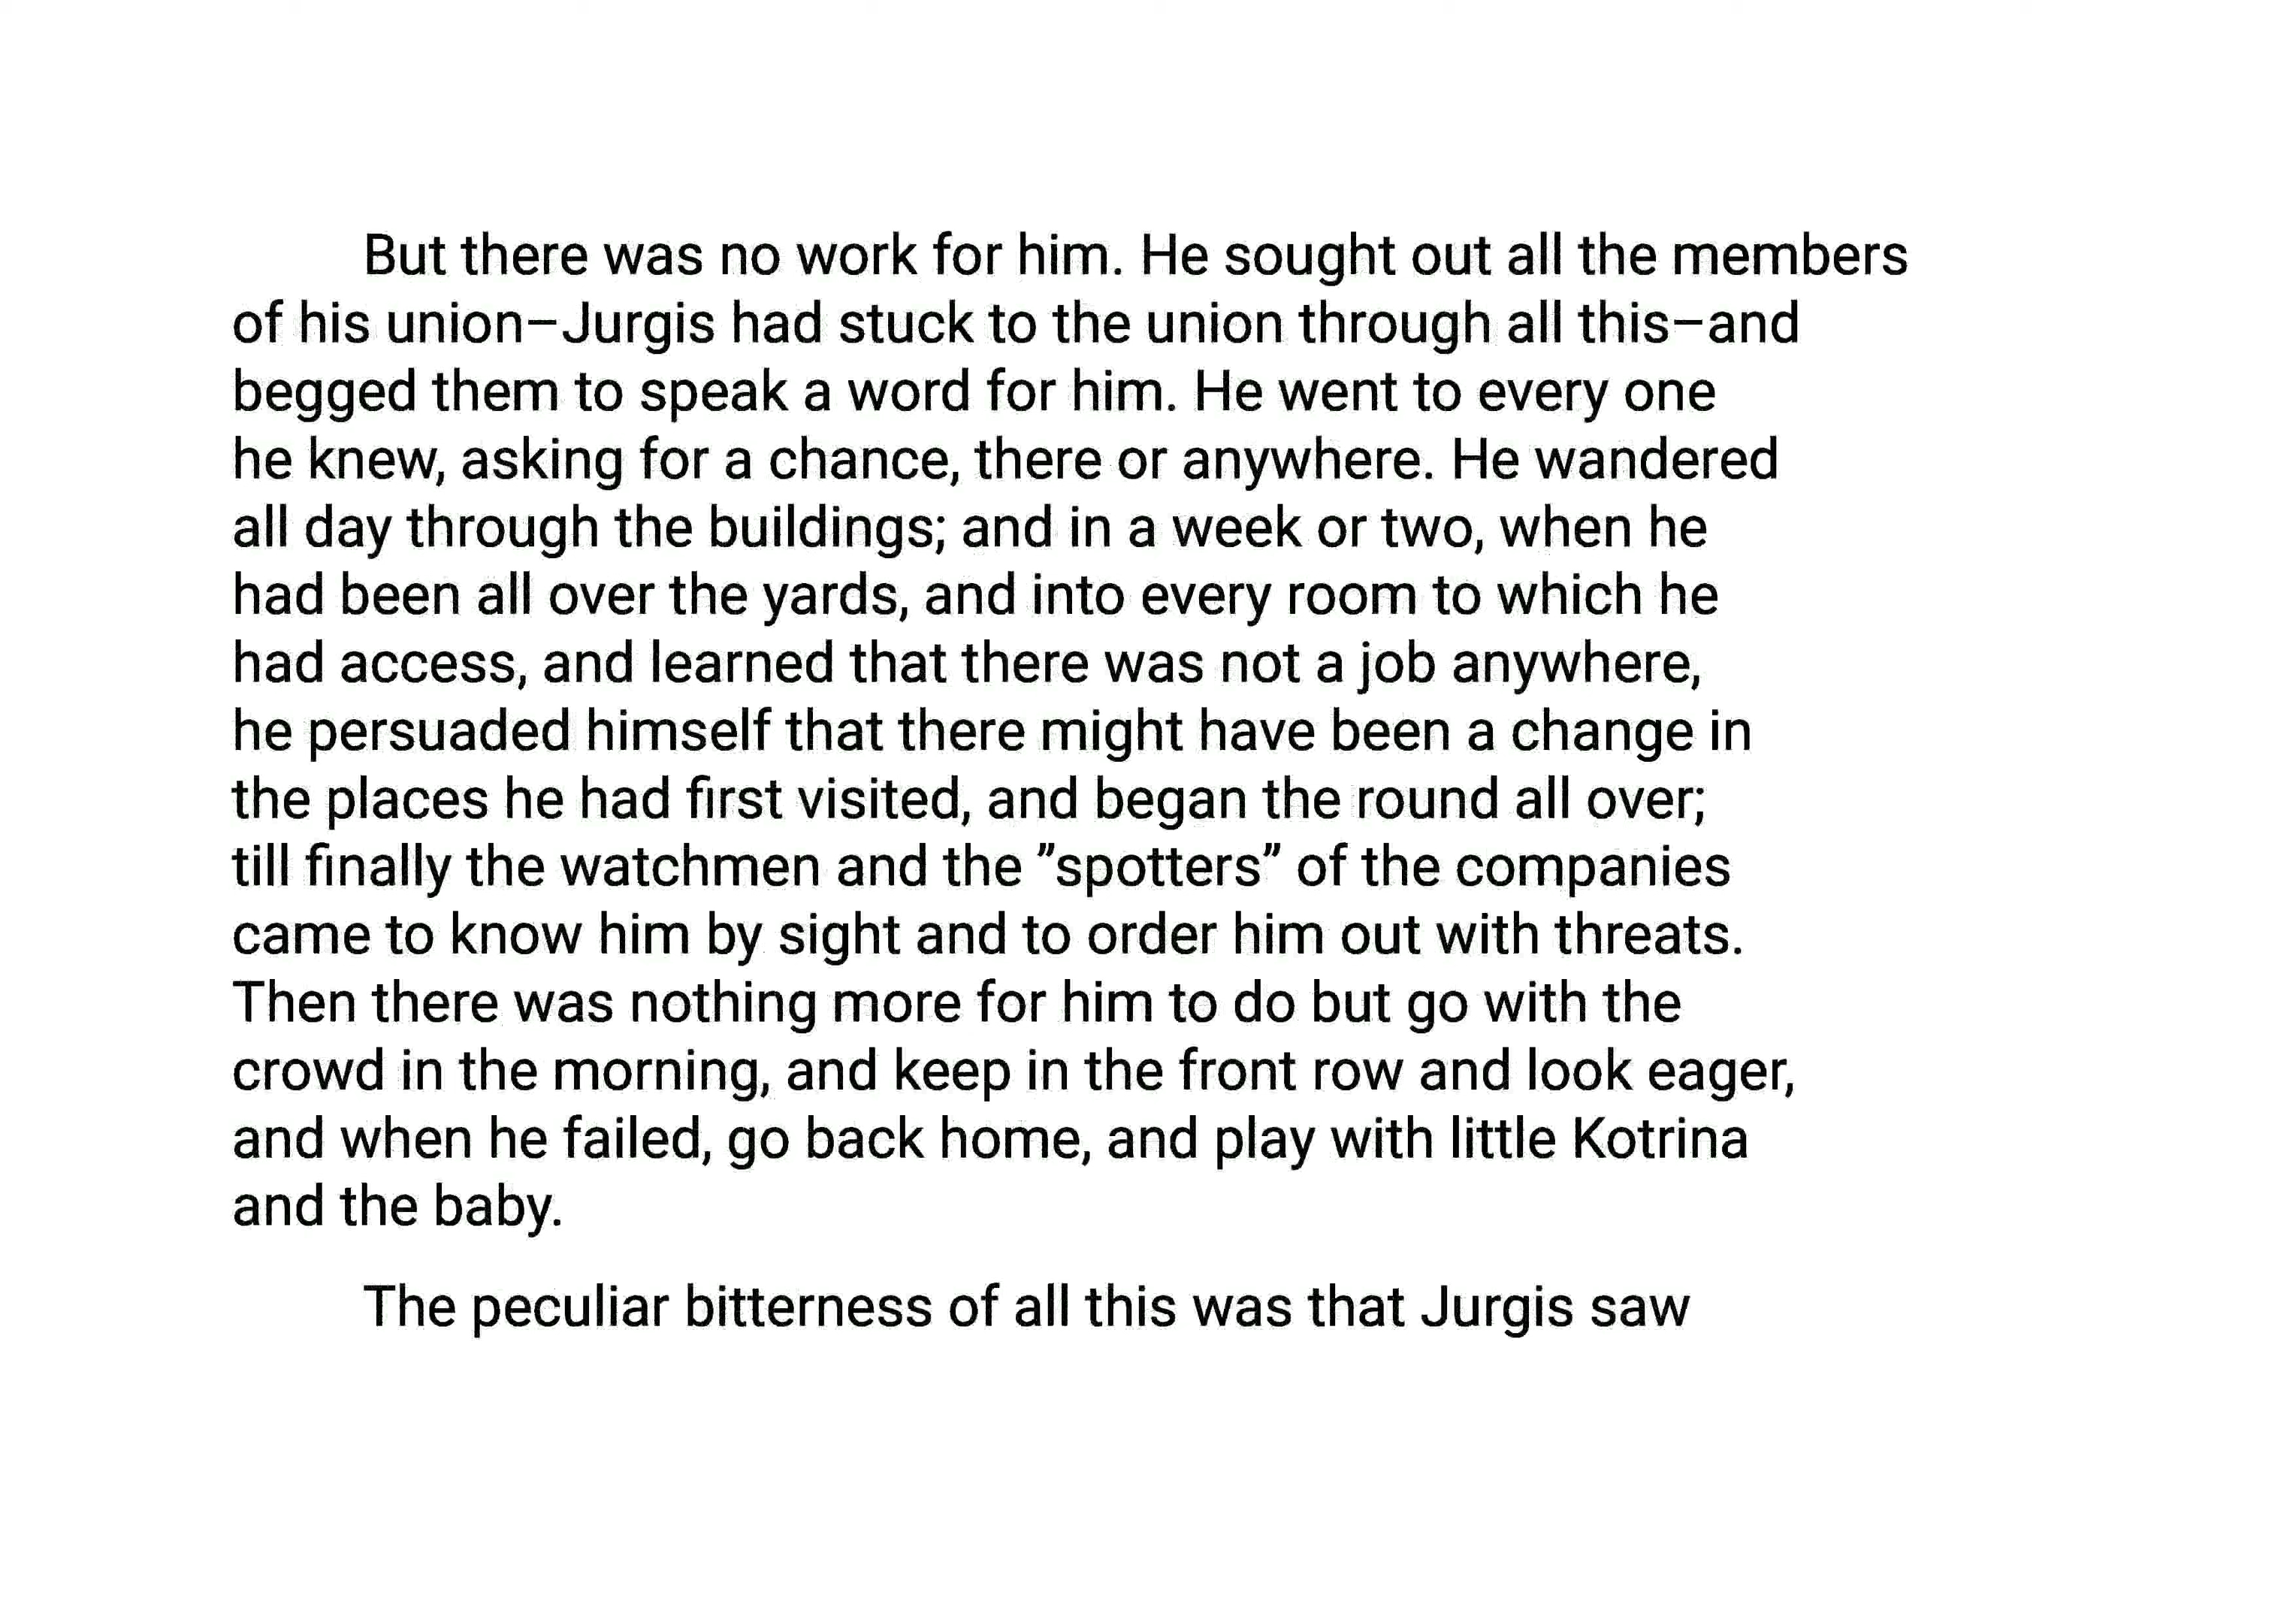 But there was no work for him. He sought out all the members
of his union–Jurgis had stuck to the union through all this–and
begged them to speak a word for him. He went to every one
he knew, asking for a chance, there or anywhere. He wandered
all day through the buildings; and in a week or two, when he
had been all over the yards, and into every room to which he
had access, and learned that there was not a job anywhere,
he persuaded himself that there might have been a change in
the places he had first visited, and began the round all over;
till finally the watchmen and the ”spotters” of the companies
came to know him by sight and to order him out with threats.
Then there was nothing more for him to do but go with the
crowd in the morning, and keep in the front row and look eager,
and when he failed, go back home, and play with little Kotrina
and the baby.
The peculiar bitterness of all this was that Jurgis saw